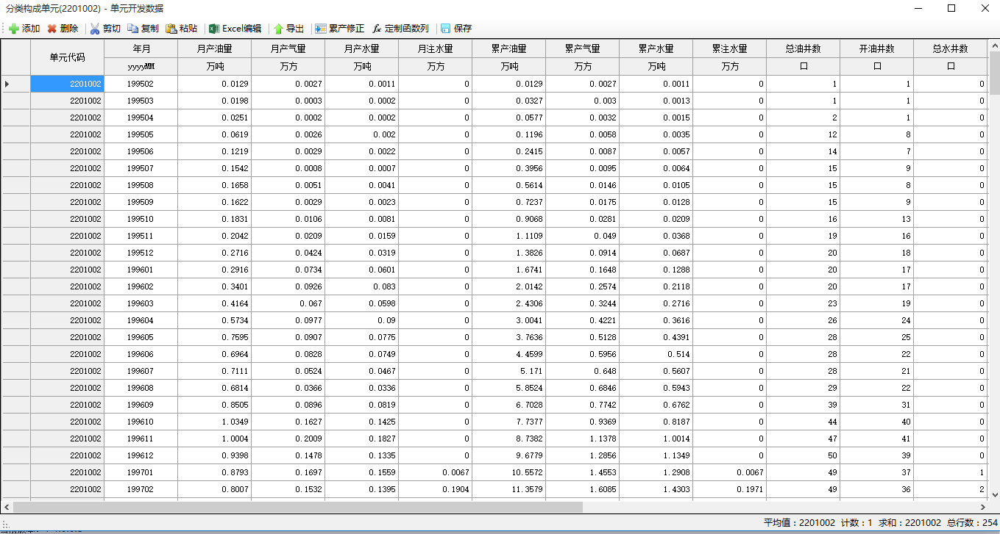 分类构成单元(2201002) - 单元开发数据
添加 删除 剪切 复制 粘贴 Excel编辑 导出 累产修正 fx 定制函数列 保存
单元代码 年月 月产油量 月产气量 月产水量 月注水量 累产油量 累产气量 累产水量 累注水量 总油井数 开油井数 总水井数
yyyyMM 万吨 万方 万吨 万方 万吨 万方 万吨 万方 口 口 口
2201002 199502 0.0129 0.0027 0.0011 0 0.0129 0.0027 0.0011 0 1 1 0
2201002 199503 0.0198 0.0003 0.0002 0 0.0327 0.003 0.0013 0 1 1 0
2201002 199504 0.0251 0.0002 0.0002 0 0.0577 0.0032 0.0015 0 2 1 0
2201002 199505 0.0619 0.0026 0.002 0 0.1196 0.0058 0.0035 0 12 8 0
2201002 199506 0.1219 0.0029 0.0022 0 0.2415 0.0087 0.0057 0 14 7 0
2201002 199507 0.1542 0.0008 0.0007 0 0.3956 0.0095 0.0064 0 15 9 0
2201002 199508 0.1658 0.0051 0.0041 0 0.5614 0.0146 0.0105 0 15 8 0
2201002 199509 0.1622 0.0029 0.0023 0 0.7237 0.0175 0.0128 0 15 9 0
2201002 199510 0.1831 0.0106 0.0081 0 0.9068 0.0281 0.0209 0 16 13 0
2201002 199511 0.2042 0.0209 0.0159 0 1.1109 0.049 0.0368 0 19 16 0
2201002 199512 0.2716 0.0424 0.0319 0 1.3826 0.0914 0.0687 0 20 18 0
2201002 199601 0.2916 0.0734 0.0601 0 1.6741 0.1648 0.1288 0 20 17 0
2201002 199602 0.3401 0.0926 0.083 0 2.0142 0.2574 0.2118 0 20 17 0
2201002 199603 0.4164 0.067 0.0598 0 2.4306 0.3244 0.2716 0 23 19 0
2201002 199604 0.5734 0.0977 0.09 0 3.0041 0.4221 0.3616 0 26 24 0
2201002 199605 0.7595 0.0907 0.0775 0 3.7636 0.5128 0.4391 0 28 25 0
2201002 199606 0.6964 0.0828 0.0749 0 4.4599 0.5956 0.514 0 28 22 0
2201002 199607 0.7111 0.0524 0.0467 0 5.171 0.648 0.5607 0 28 21 0
2201002 199608 0.6814 0.0366 0.0336 0 5.8524 0.6846 0.5943 0 29 22 0
2201002 199609 0.8505 0.0896 0.0819 0 6.7028 0.7742 0.6762 0 39 31 0
2201002 199610 1.0349 0.1627 0.1425 0 7.7377 0.9369 0.8187 0 44 40 0
2201002 199611 1.0004 0.2009 0.1827 0 8.7382 1.1378 1.0014 0 47 41 0
2201002 199612 0.9398 0.1478 0.1335 0 9.6779 1.2856 1.1349 0 50 39 0
2201002 199701 0.8793 0.1697 0.1559 0.0067 10.5572 1.4553 1.2908 0.0067 49 37 1
2201002 199702 0.8007 0.1532 0.1395 0.1904 11.3579 1.6085 1.4303 0.1971 49 36 2
平均值：2201002 计数：1 求和：2201002 总行数：254